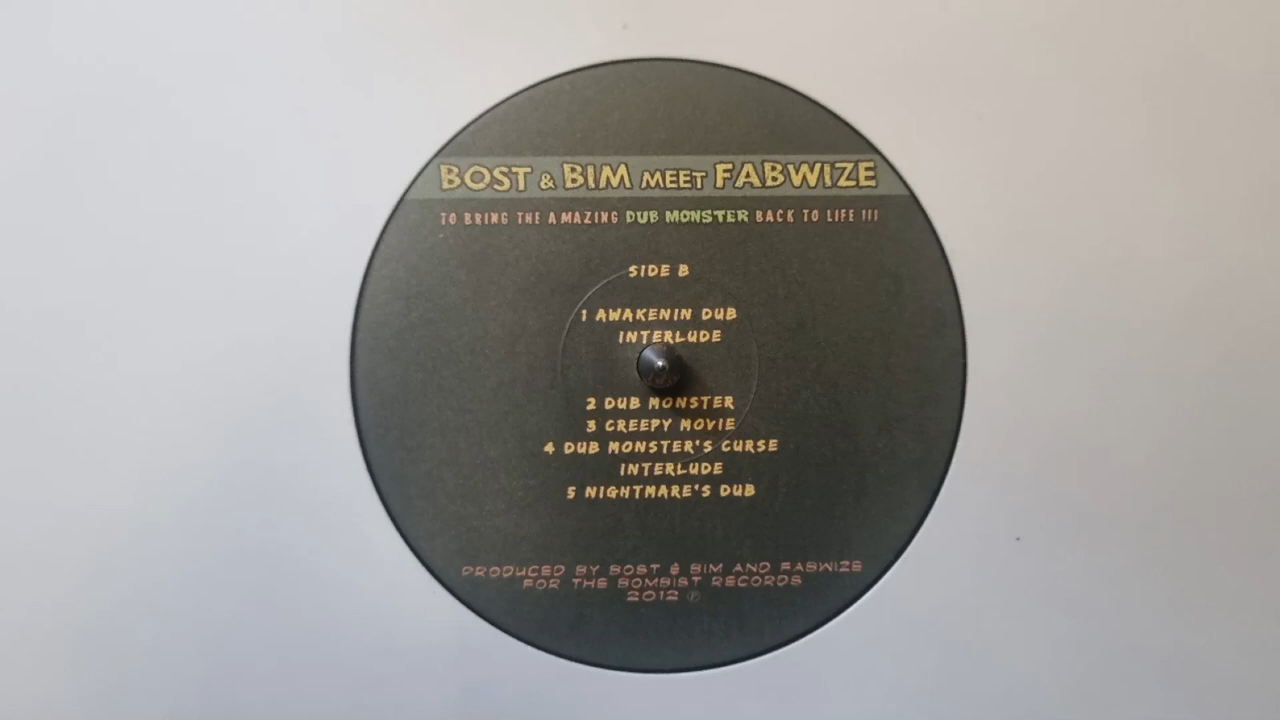 BOST & BIM MEET FABWIZE
TO BRING THE AMAZING DUB MONSTER BACK TO LIFE !!!
SIDE B
1 AWAKENIN DUB
INTERLUDE
2 DUB MONSTER
3 CREEPY MOVIE
4 DUB MONSTER'S CURSE
INTERLUDE
5 NIGHTMARE'S DUB
PRODUCED BY BOST & BIM AND FABWIZE
FOR THE BOMBIST RECORDS
2012 ℗